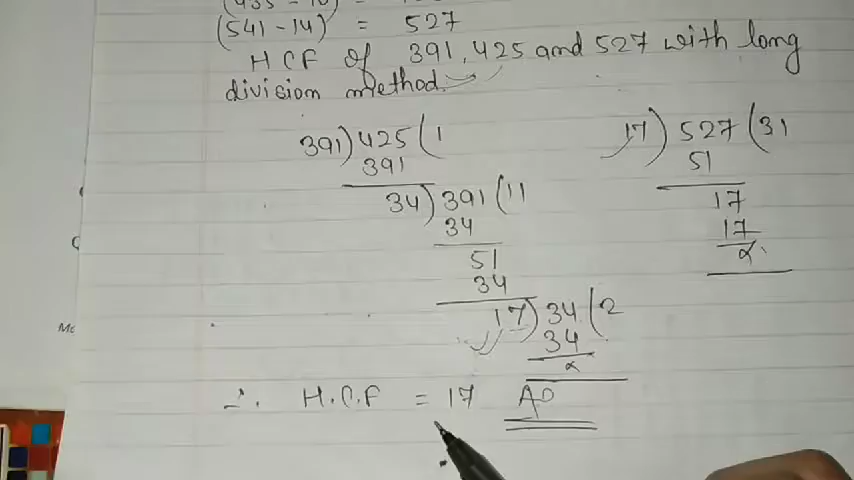 (541-14) = 527
HCF of 391, 425 and 527 with long
division method.
391) 425 (1
391
34) 391 (11
34
51
34
17) 34 (2
34
∴ H.C.F = 17
17) 527 (31
51
17
17